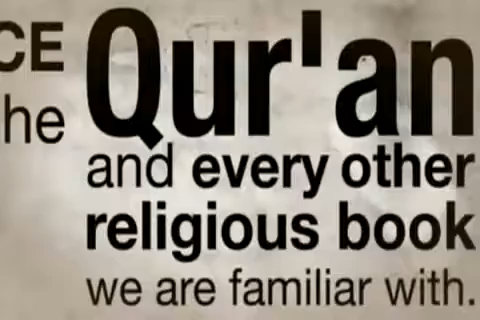 CE
he
Qur'an
and every other
religious book
we are familiar with.